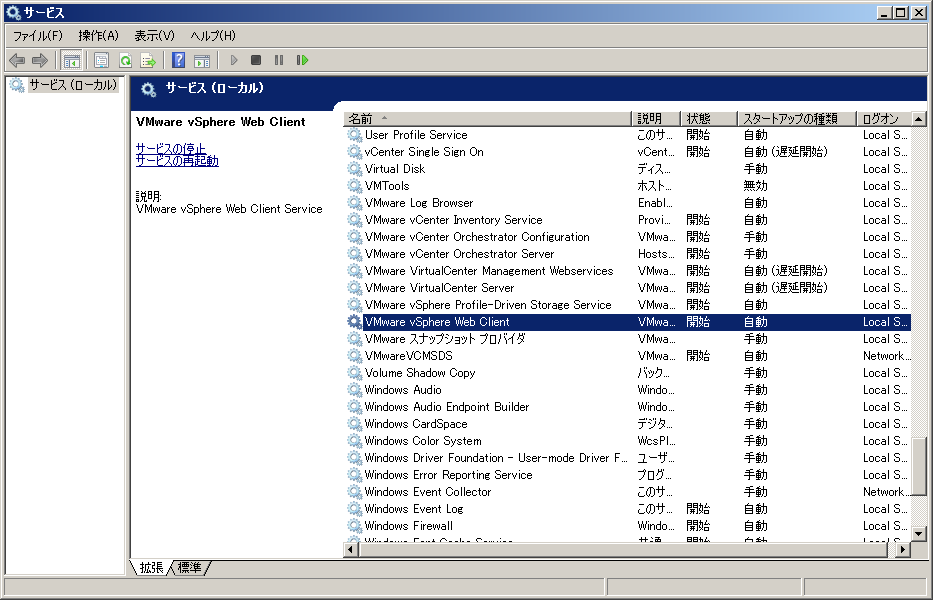 サービス
ファイル(F) 操作(A) 表示(V) ヘルプ(H)
サービス (ローカル)
サービス (ローカル)
VMware vSphere Web Client
サービスの停止
サービスの再起動
説明:
VMware vSphere Web Client Service
名前 説明 状態 スタートアップの種類 ログオン
User Profile Service このサ... 開始 自動 Local S...
vCenter Single Sign On vCent... 開始 自動 (遅延開始) Local S...
Virtual Disk ディス... 手動 Local S...
VMTools ホスト... 無効 Local S...
VMware Log Browser Enabl... 自動 Local S...
VMware vCenter Inventory Service Provi... 開始 自動 Local S...
VMware vCenter Orchestrator Configuration VMwa... 開始 手動 Local S...
VMware vCenter Orchestrator Server Hosts... 開始 手動 Local S...
VMware VirtualCenter Management Webservices VMwa... 開始 自動 (遅延開始) Local S...
VMware VirtualCenter Server VMwa... 開始 自動 (遅延開始) Local S...
VMware vSphere Profile-Driven Storage Service VMwa... 開始 自動 Local S...
VMware vSphere Web Client VMwa... 開始 自動 Local S...
VMware スナップショット プロバイダ VMwa... 手動 Local S...
VMwareVCMSDS VMwa... 開始 自動 Network...
Volume Shadow Copy バック... 手動 Local S...
Windows Audio Windo... 手動 Local S...
Windows Audio Endpoint Builder Windo... 手動 Local S...
Windows CardSpace デジタ... 手動 Local S...
Windows Color System WcsPl... 手動 Local S...
Windows Driver Foundation - User-mode Driver F... ユーザ... 手動 Local S...
Windows Error Reporting Service プログ... 手動 Local S...
Windows Event Collector このサ... 手動 Network...
Windows Event Log このサ... 開始 自動 Local S...
Windows Firewall Windo... 開始 自動 Local S...
Windows Font Cache Service 共通... 開始 自動 Local S...
拡張 標準